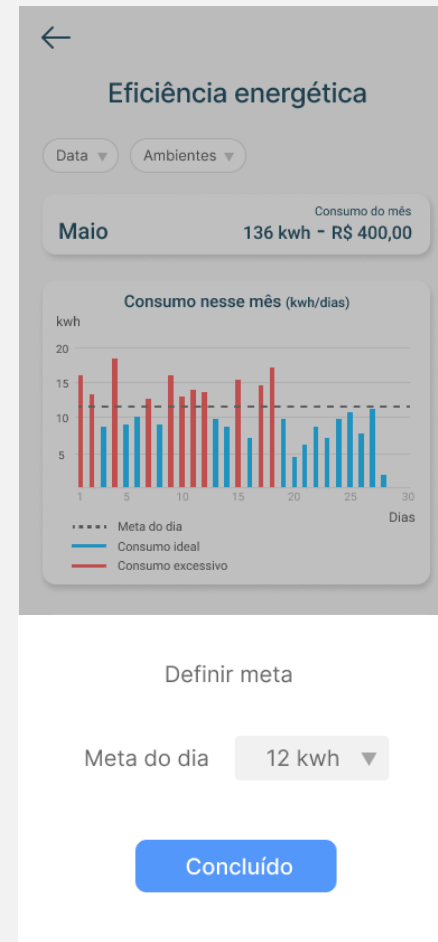 Eficiência energética
Data ▼ Ambientes ▼
Consumo do mês
Maio 136 kwh - R$ 400,00
Consumo nesse mês (kwh/dias)
kwh
20
15
10
5
1 5 10 15 20 25 30
Dias
Meta do dia
Consumo ideal
Consumo excessivo
Definir meta
Meta do dia 12 kwh ▼
Concluído